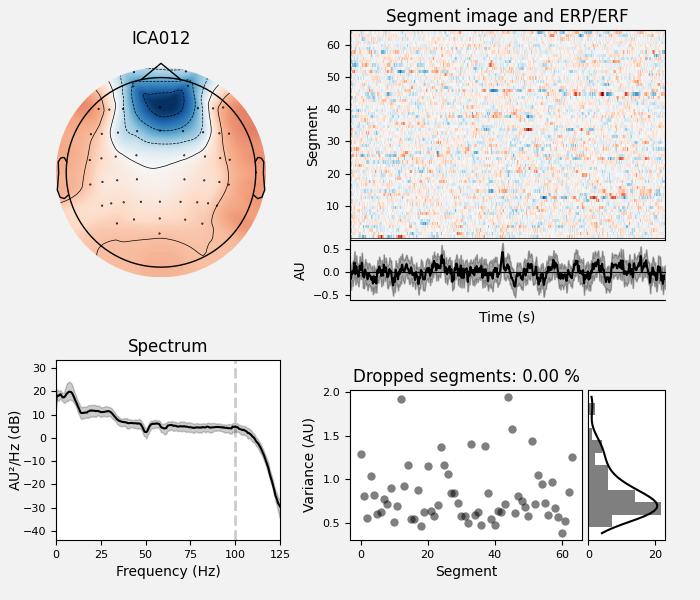 ICA012
Segment image and ERP/ERF
Segment
60
50
40
30
20
10
AU
0.5
0.0
−0.5
Time (s)
Spectrum
AU²/Hz (dB)
30
20
10
0
−10
−20
−30
−40
0 25 50 75 100 125
Frequency (Hz)
Dropped segments: 0.00 %
Variance (AU)
2.0
1.5
1.0
0.5
0 20 40 60
Segment
0 20